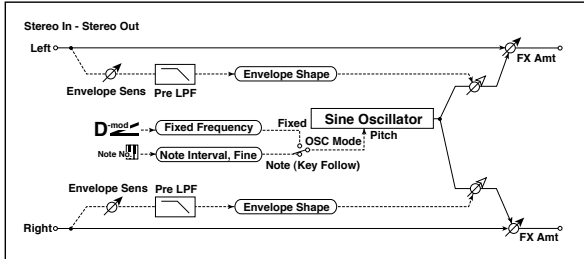 Stereo In - Stereo Out
Left
FX Amt
Envelope Sens Pre LPF
Envelope Shape
D-mod
Fixed Frequency
Fixed
Sine Oscillator
OSC Mode
Pitch
Note No.
Note Interval, Fine
Note (Key Follow)
Envelope Sens Pre LPF
Envelope Shape
Right
FX Amt